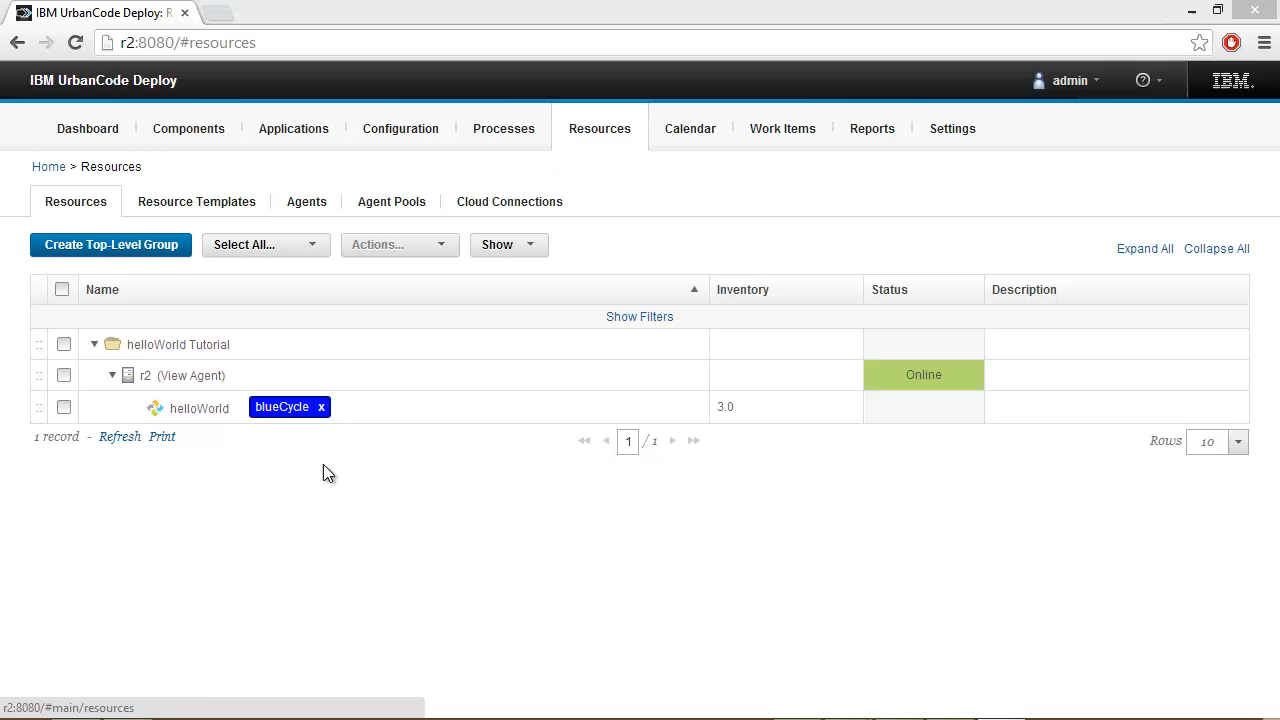 IBM UrbanCode Deploy: R
r2:8080/#resources
IBM UrbanCode Deploy
admin
IBM
Dashboard Components Applications Configuration Processes Resources Calendar Work Items Reports Settings
Home > Resources
Resources Resource Templates Agents Agent Pools Cloud Connections
Create Top-Level Group Select All... Actions... Show Expand All Collapse All
Name Inventory Status Description
Show Filters
helloWorld Tutorial
r2 (View Agent) Online
helloWorld blueCycle x 3.0
1 record - Refresh Print 1 / 1 Rows 10
r2:8080/#main/resources